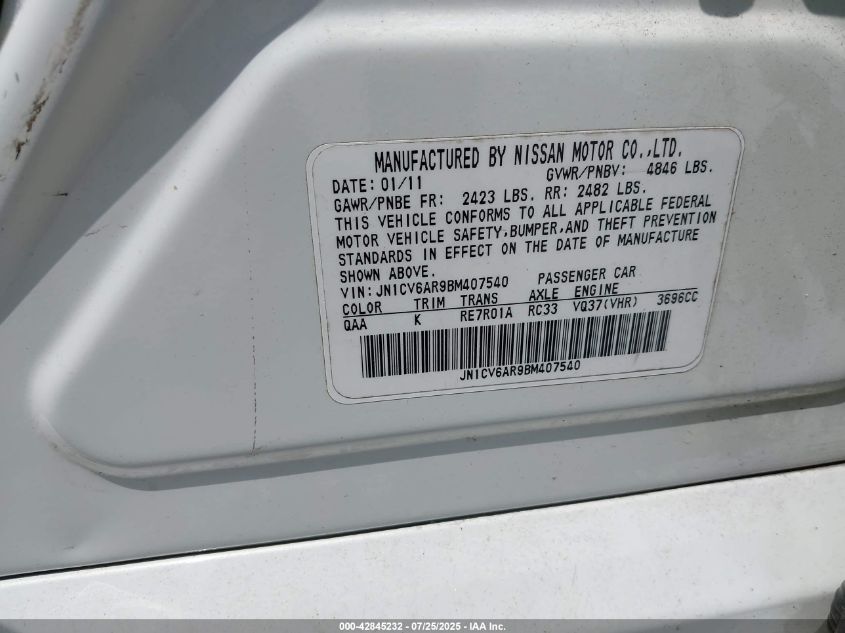 MANUFACTURED BY NISSAN MOTOR CO.,LTD.
DATE: 01/11 GVWR/PNBV: 4846 LBS.
GAWR/PNBE FR: 2423 LBS. RR: 2482 LBS.
THIS VEHICLE CONFORMS TO ALL APPLICABLE FEDERAL
MOTOR VEHICLE SAFETY,BUMPER,AND THEFT PREVENTION
STANDARDS IN EFFECT ON THE DATE OF MANUFACTURE
SHOWN ABOVE.
VIN:JN1CV6AR9BM407540 PASSENGER CAR
COLOR TRIM TRANS AXLE ENGINE
QAA K RE7R01A RC33 VQ37(VHR) 3696CC
JN1CV6AR9BM407540
000-42845232 - 07/25/2025 - IAA Inc.